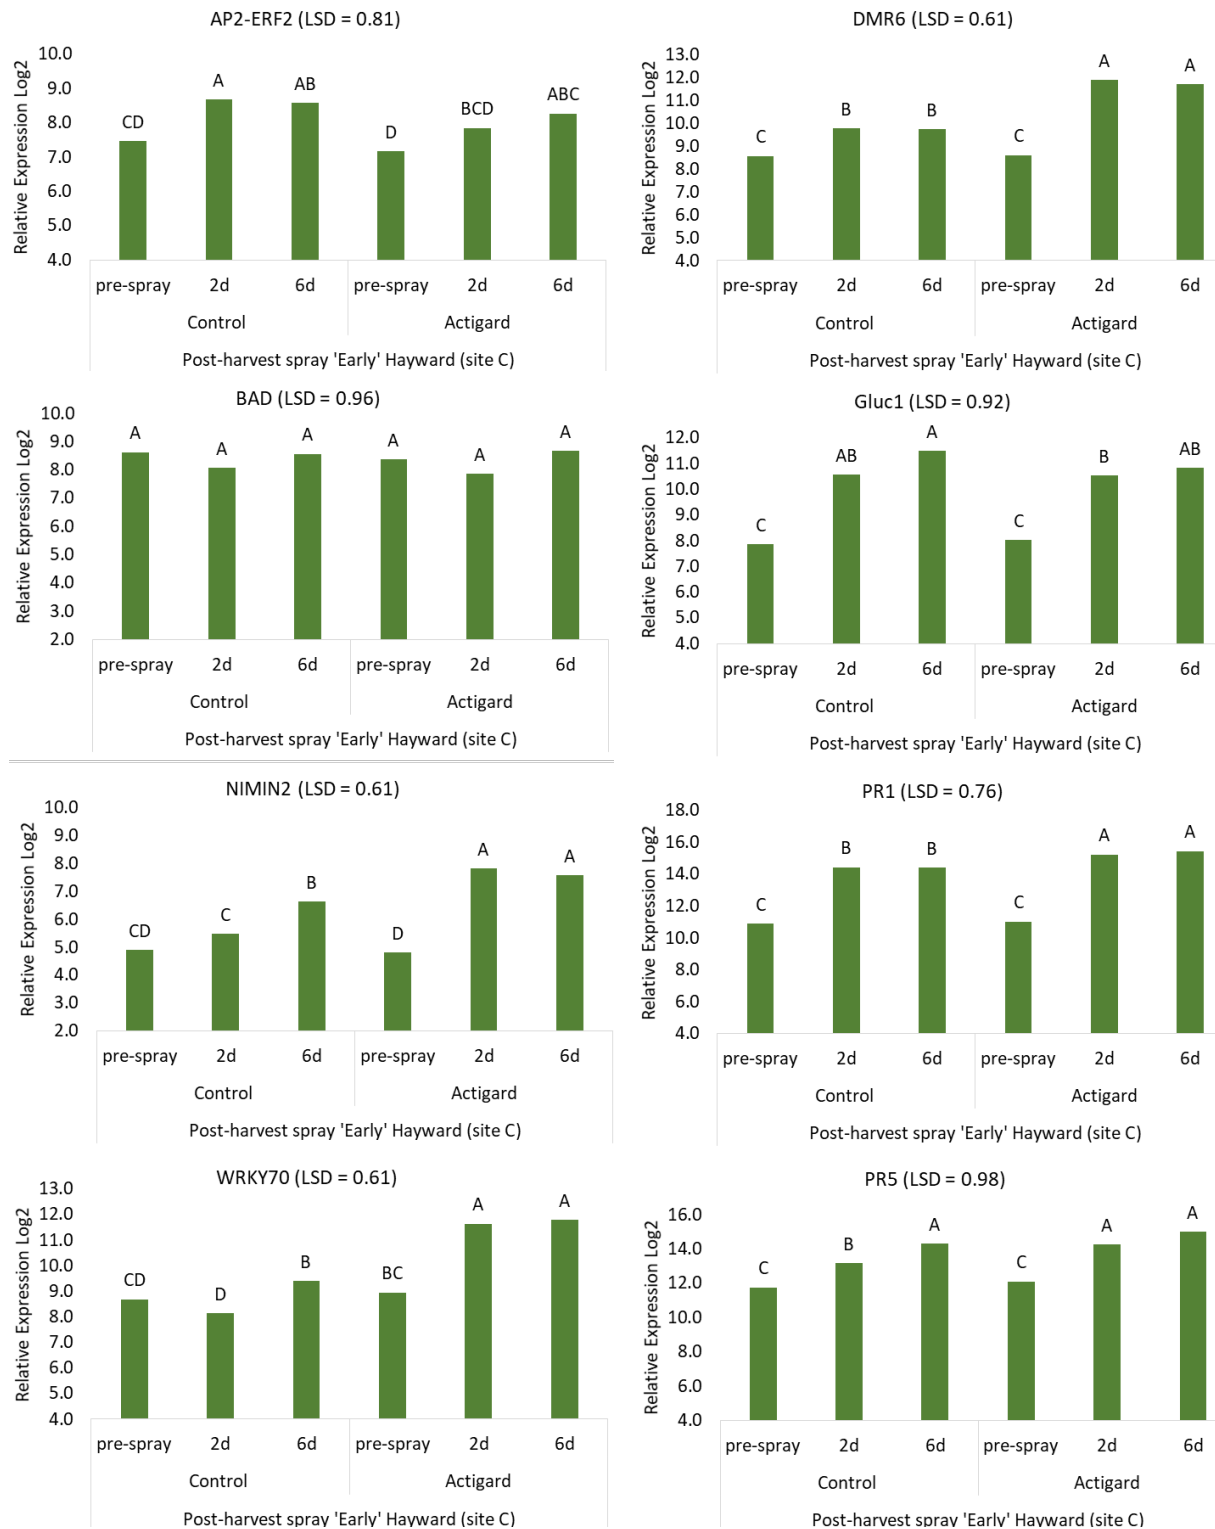 AP2-ERF2 (LSD = 0.81)
Relative Expression Log2
10.0
9.0
8.0
7.0
6.0
5.0
4.0
CD
A
AB
D
BCD
ABC
pre-spray 2d 6d pre-spray 2d 6d
Control Actigard
Post-harvest spray 'Early' Hayward (site C)
DMR6 (LSD = 0.61)
Relative Expression Log2
13.0
12.0
11.0
10.0
9.0
8.0
7.0
6.0
5.0
4.0
C
B
B
C
A
A
pre-spray 2d 6d pre-spray 2d 6d
Control Actigard
Post-harvest spray 'Early' Hayward (site C)
BAD (LSD = 0.96)
Relative Expression Log2
10.0
9.0
8.0
7.0
6.0
5.0
4.0
3.0
2.0
A
A
A
A
A
A
pre-spray 2d 6d pre-spray 2d 6d
Control Actigard
Post-harvest spray 'Early' Hayward (site C)
Gluc1 (LSD = 0.92)
Relative Expression Log2
12.0
11.0
10.0
9.0
8.0
7.0
6.0
5.0
4.0
C
AB
A
C
B
AB
pre-spray 2d 6d pre-spray 2d 6d
Control Actigard
Post-harvest spray 'Early' Hayward (site C)
NIMIN2 (LSD = 0.61)
Relative Expression Log2
10.0
9.0
8.0
7.0
6.0
5.0
4.0
3.0
2.0
CD
C
B
D
A
A
pre-spray 2d 6d pre-spray 2d 6d
Control Actigard
Post-harvest spray 'Early' Hayward (site C)
PR1 (LSD = 0.76)
Relative Expression Log2
18.0
16.0
14.0
12.0
10.0
8.0
6.0
4.0
C
B
B
C
A
A
pre-spray 2d 6d pre-spray 2d 6d
Control Actigard
Post-harvest spray 'Early' Hayward (site C)
WRKY70 (LSD = 0.61)
Relative Expression Log2
13.0
12.0
11.0
10.0
9.0
8.0
7.0
6.0
5.0
4.0
CD
D
B
BC
A
A
pre-spray 2d 6d pre-spray 2d 6d
Control Actigard
Post-harvest spray 'Early' Hayward (site C)
PR5 (LSD = 0.98)
Relative Expression Log2
16.0
14.0
12.0
10.0
8.0
6.0
4.0
C
B
A
C
A
A
pre-spray 2d 6d pre-spray 2d 6d
Control Actigard
Post-harvest spray 'Early' Hayward (site C)